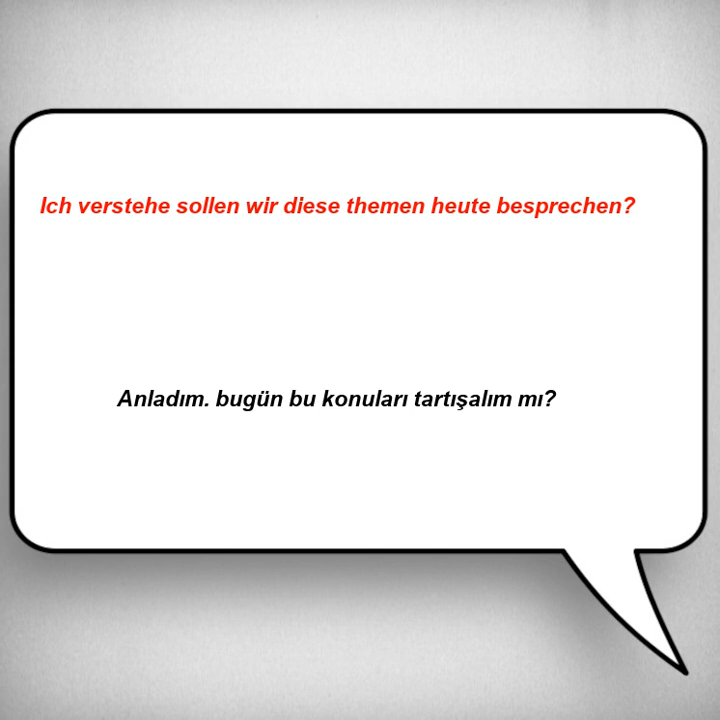 Ich verstehe sollen wir diese themen heute besprechen?
Anladım. bugün bu konuları tartışalım mı?